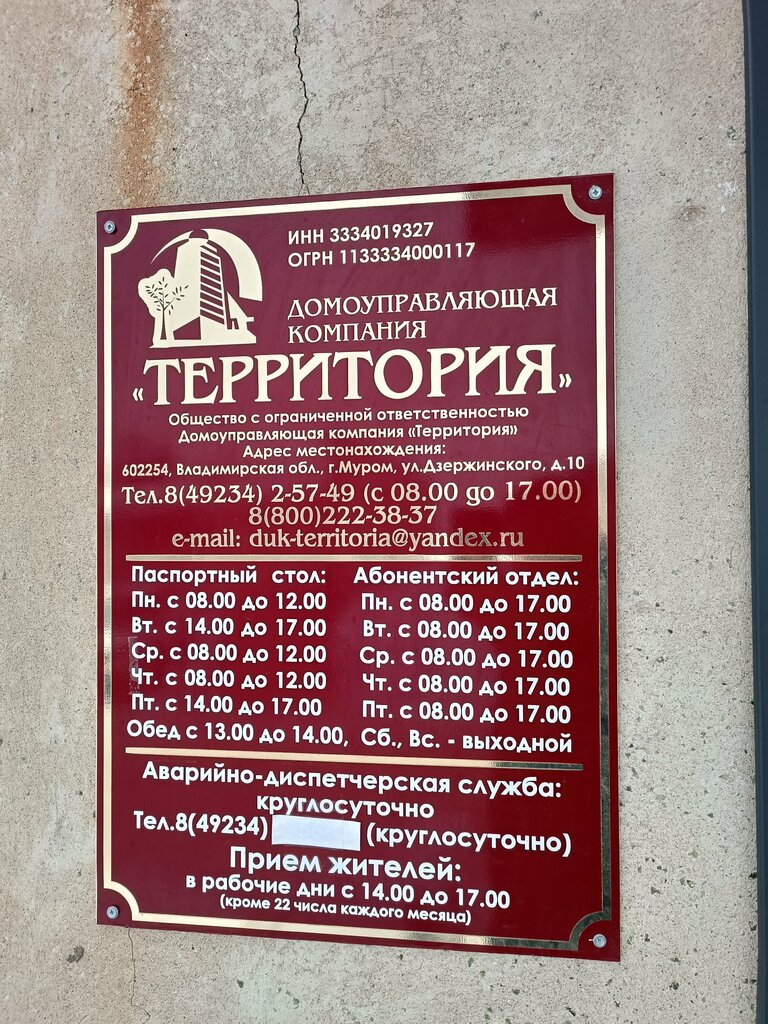 ИНН 3334019327
ОГРН 1133334000117
ДОМОУПРАВЛЯЮЩАЯ
КОМПАНИЯ
«ТЕРРИТОРИЯ»
Общество с ограниченной ответственностью
Домоуправляющая компания «Территория»
Адрес местонахождения:
602254, Владимирская обл., г.Муром, ул.Дзержинского, д.10
Тел.8(49234) 2-57-49 (с 08.00 до 17.00)
8(800)222-38-37
e-mail: duk-territoria@yandex.ru
Паспортный стол: Абонентский отдел:
Пн. с 08.00 до 12.00 Пн. с 08.00 до 17.00
Вт. с 14.00 до 17.00 Вт. с 08.00 до 17.00
Ср. с 08.00 до 12.00 Ср. с 08.00 до 17.00
Чт. с 08.00 до 12.00 Чт. с 08.00 до 17.00
Пт. с 14.00 до 17.00 Пт. с 08.00 до 17.00
Обед с 13.00 до 14.00, Сб., Вс. - выходной
Аварийно-диспетчерская служба:
круглосуточно
Тел.8(49234) (круглосуточно)
Прием жителей:
в рабочие дни с 14.00 до 17.00
(кроме 22 числа каждого месяца)